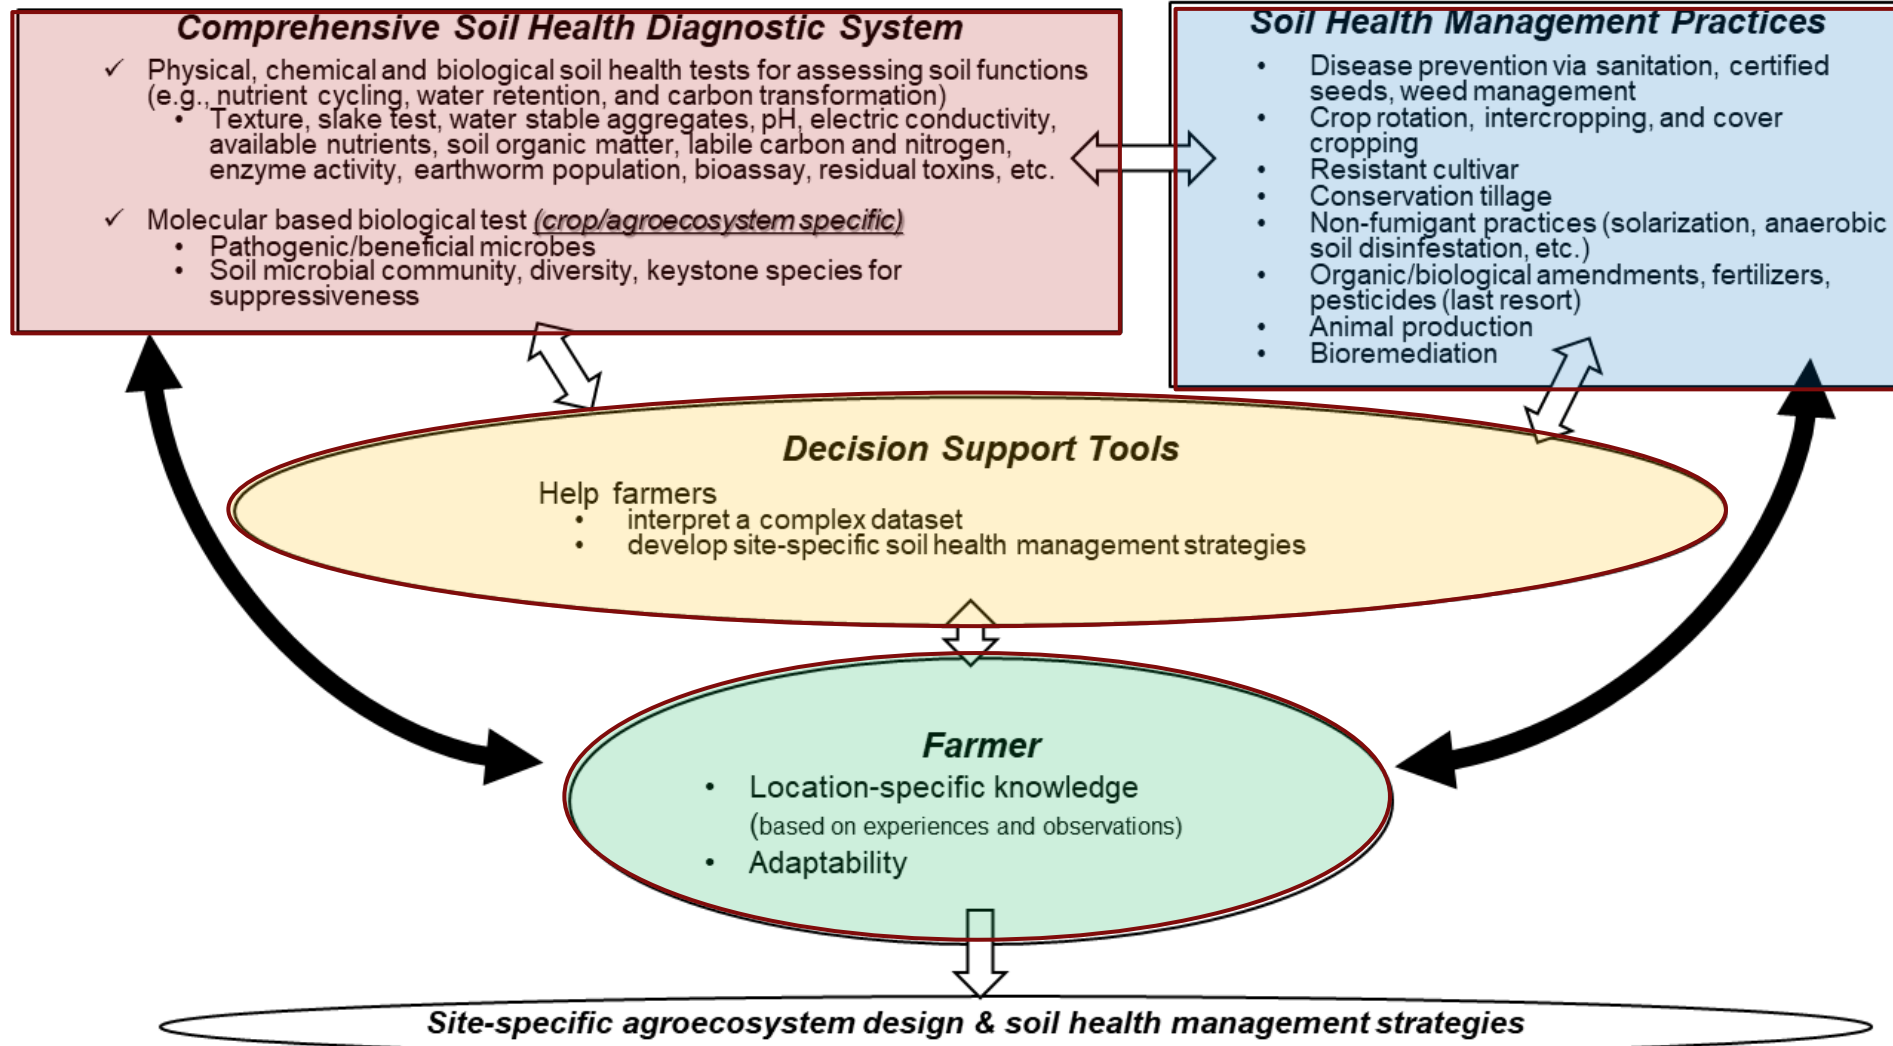 Comprehensive Soil Health Diagnostic System
✓ Physical, chemical and biological soil health tests for assessing soil functions
(e.g., nutrient cycling, water retention, and carbon transformation)
• Texture, slake test, water stable aggregates, pH, electric conductivity,
available nutrients, soil organic matter, labile carbon and nitrogen,
enzyme activity, earthworm population, bioassay, residual toxins, etc.
✓ Molecular based biological test (crop/agroecosystem specific)
• Pathogenic/beneficial microbes
• Soil microbial community, diversity, keystone species for
suppressiveness
Soil Health Management Practices
• Disease prevention via sanitation, certified
seeds, weed management
• Crop rotation, intercropping, and cover
cropping
• Resistant cultivar
• Conservation tillage
• Non-fumigant practices (solarization, anaerobic
soil disinfestation, etc.)
• Organic/biological amendments, fertilizers,
pesticides (last resort)
• Animal production
• Bioremediation
Decision Support Tools
Help farmers
• interpret a complex dataset
• develop site-specific soil health management strategies
Farmer
• Location-specific knowledge
(based on experiences and observations)
• Adaptability
Site-specific agroecosystem design & soil health management strategies